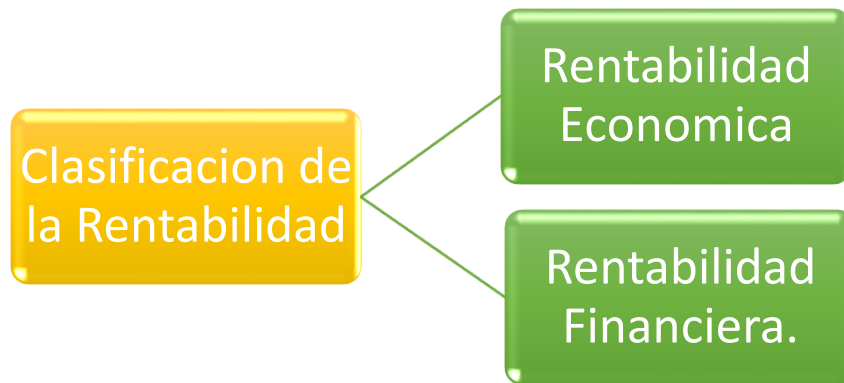 Clasificacion de
la Rentabilidad
Rentabilidad
Economica
Rentabilidad
Financiera.